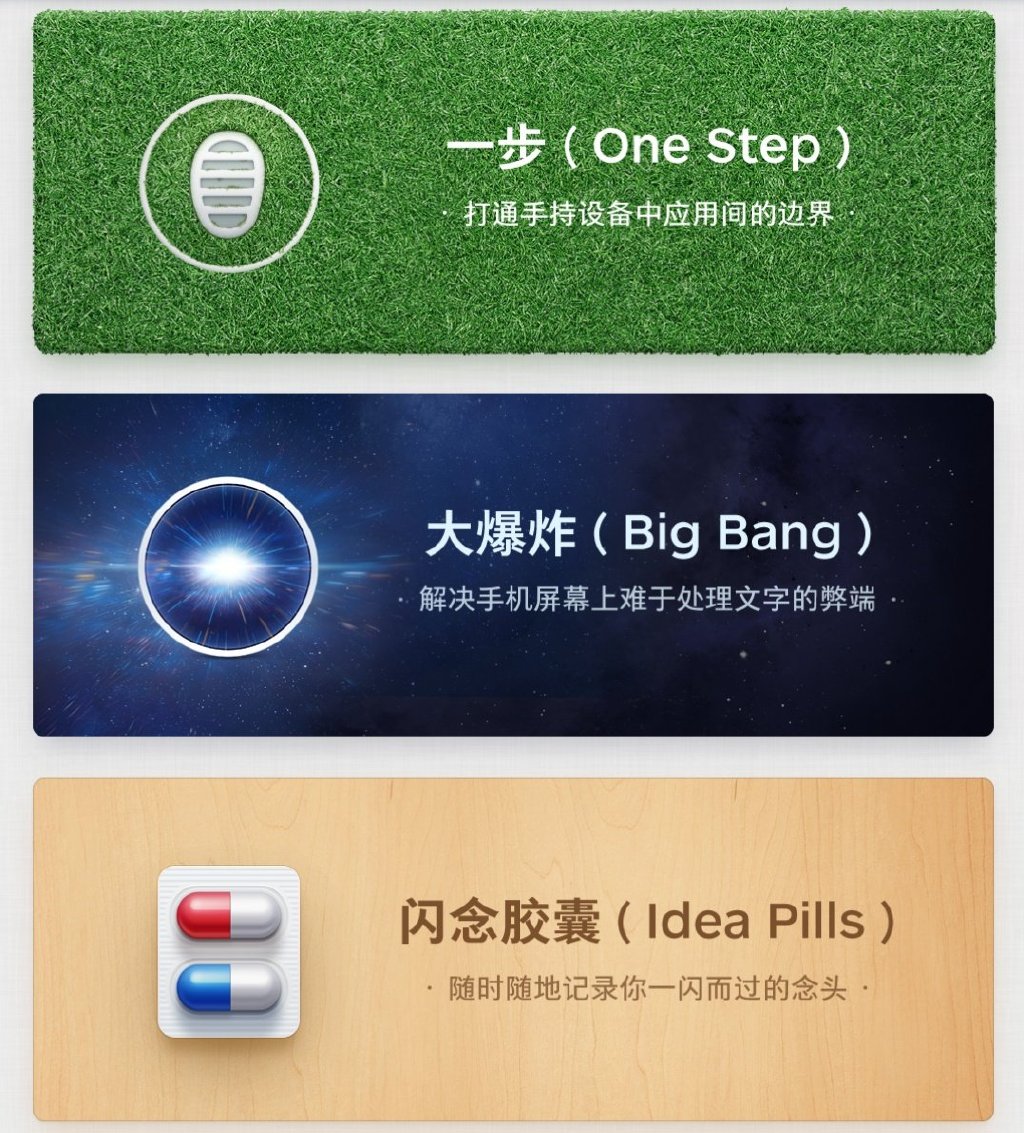 一步（One Step）
· 打通手持设备中应用间的边界 ·
大爆炸（Big Bang）
· 解决手机屏幕上难于处理文字的弊端 ·
闪念胶囊（Idea Pills）
· 随时随地记录你一闪而过的念头 ·